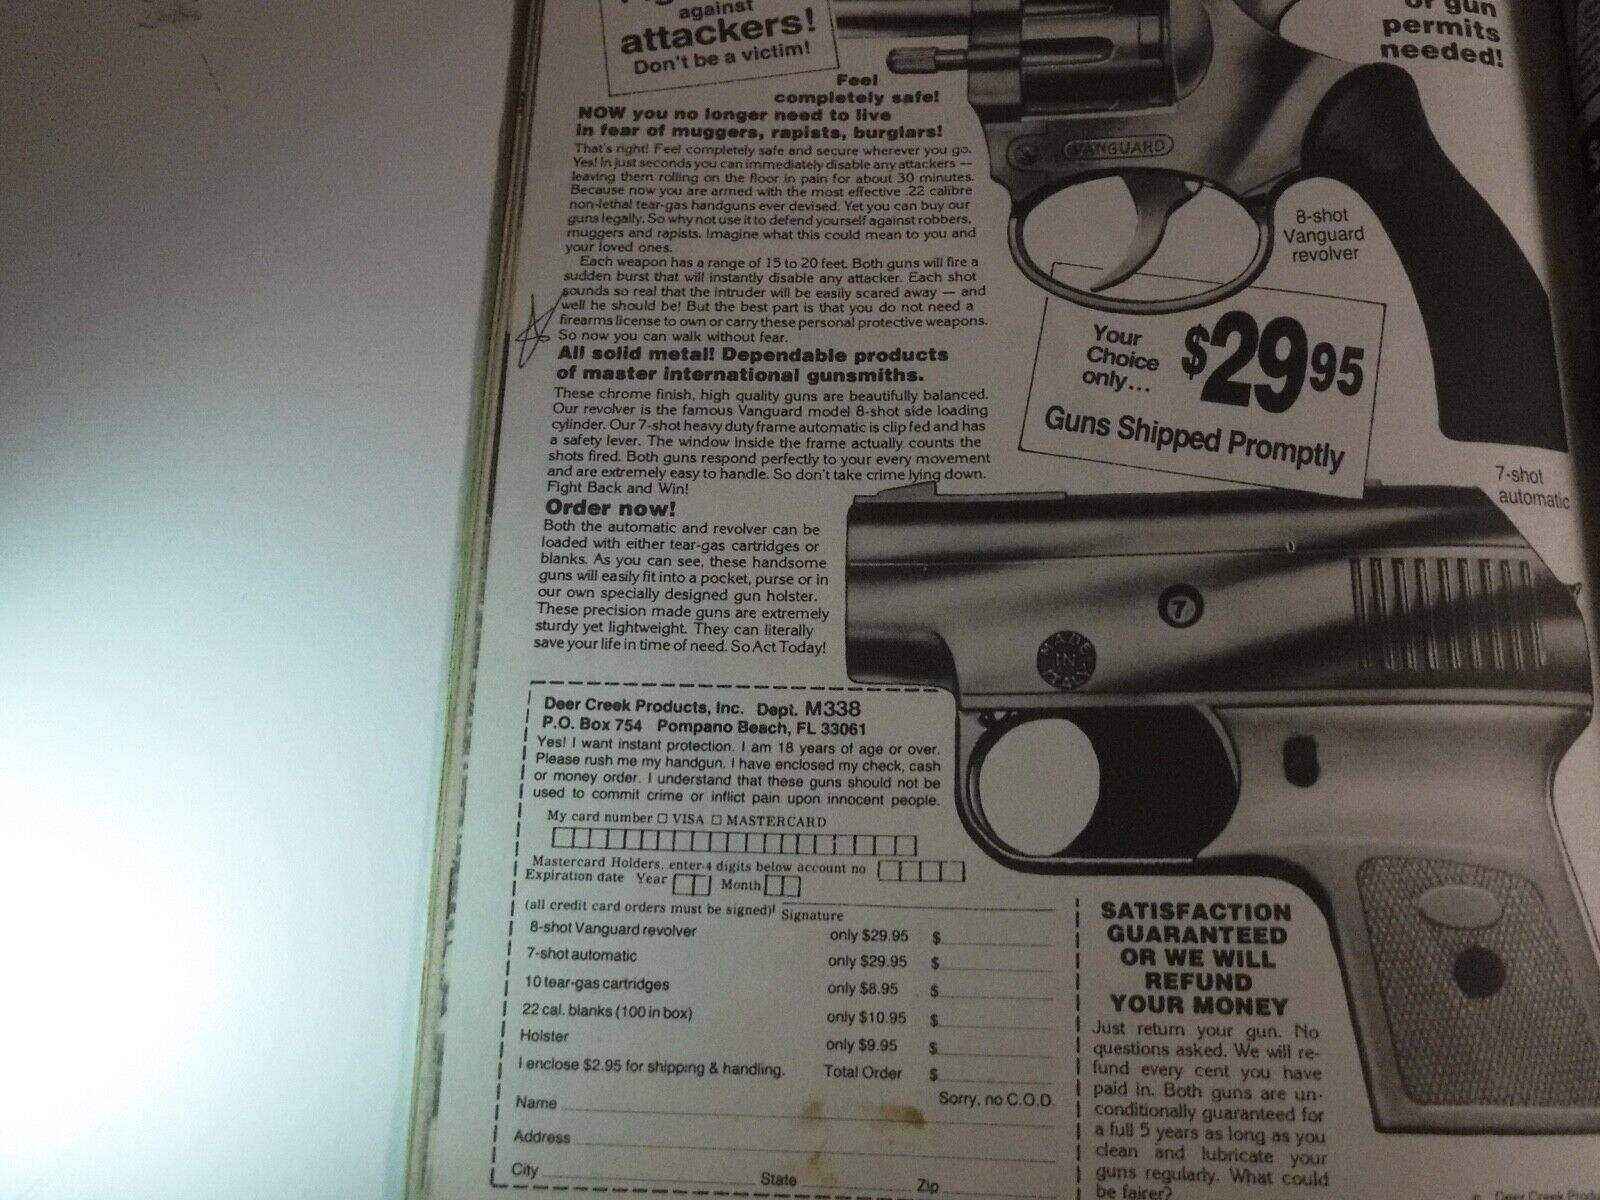 against
attackers!
Don't be a victim!
or gun
permits
needed!
Feel
completely safe!
NOW you no longer need to live
in fear of muggers, rapists, burglars!
That's right! Feel completely safe and secure wherever you go.
Yes! In just seconds you can immediately disable any attackers —
leaving them rolling on the floor in pain for about 30 minutes.
Because now you are armed with the most effective .22 calibre
non-lethal tear-gas handguns ever devised. Yet you can buy our
guns legally. So why not use it to defend yourself against robbers,
muggers and rapists. Imagine what this could mean to you and
your loved ones.
Each weapon has a range of 15 to 20 feet. Both guns will fire a
sudden burst that will instantly disable any attacker. Each shot
sounds so real that the intruder will be easily scared away — and
well he should be! But the best part is that you do not need a
firearms license to own or carry these personal protective weapons.
So now you can walk without fear.
All solid metal! Dependable products
of master international gunsmiths.
These chrome finish, high quality guns are beautifully balanced.
Our revolver is the famous Vanguard model 8-shot side loading
cylinder. Our 7-shot heavy duty frame automatic is clip fed and has
a safety lever. The window inside the frame actually counts the
shots fired. Both guns respond perfectly to your every movement
and are extremely easy to handle. So don't take crime lying down.
Fight Back and Win!
Order now!
Both the automatic and revolver can be
loaded with either tear-gas cartridges or
blanks. As you can see, these handsome
guns will easily fit into a pocket, purse or in
our own specially designed gun holster.
These precision made guns are extremely
sturdy yet lightweight. They can literally
save your life in time of need. So Act Today!
VANGUARD
8-shot
Vanguard
revolver
Your
Choice
only...
$29.95
Guns Shipped Promptly
7-shot
automatic
7
MADE
IN
ITALY
Deer Creek Products, Inc. Dept. M338
P.O. Box 754 Pompano Beach, FL 33061
Yes! I want instant protection. I am 18 years of age or over.
Please rush me my handgun. I have enclosed my check, cash
or money order. I understand that these guns should not be
used to commit crime or inflict pain upon innocent people.
My card number □ VISA □ MASTERCARD
Mastercard Holders, enter 4 digits below account no
Expiration date Year Month
(all credit card orders must be signed)! Signature
8-shot Vanguard revolver only $29.95 $
7-shot automatic only $29.95 $
10 tear-gas cartridges only $8.95 $
22 cal. blanks (100 in box) only $10.95 $
Holster only $9.95 $
I enclose $2.95 for shipping & handling. Total Order $
Sorry, no C.O.D.
Name
Address
City State Zip
SATISFACTION
GUARANTEED
OR WE WILL
REFUND
YOUR MONEY
Just return your gun. No
questions asked. We will re-
fund every cent you have
paid in. Both guns are un-
conditionally guaranteed for
a full 5 years as long as you
clean and lubricate your
guns regularly. What could
be fairer?